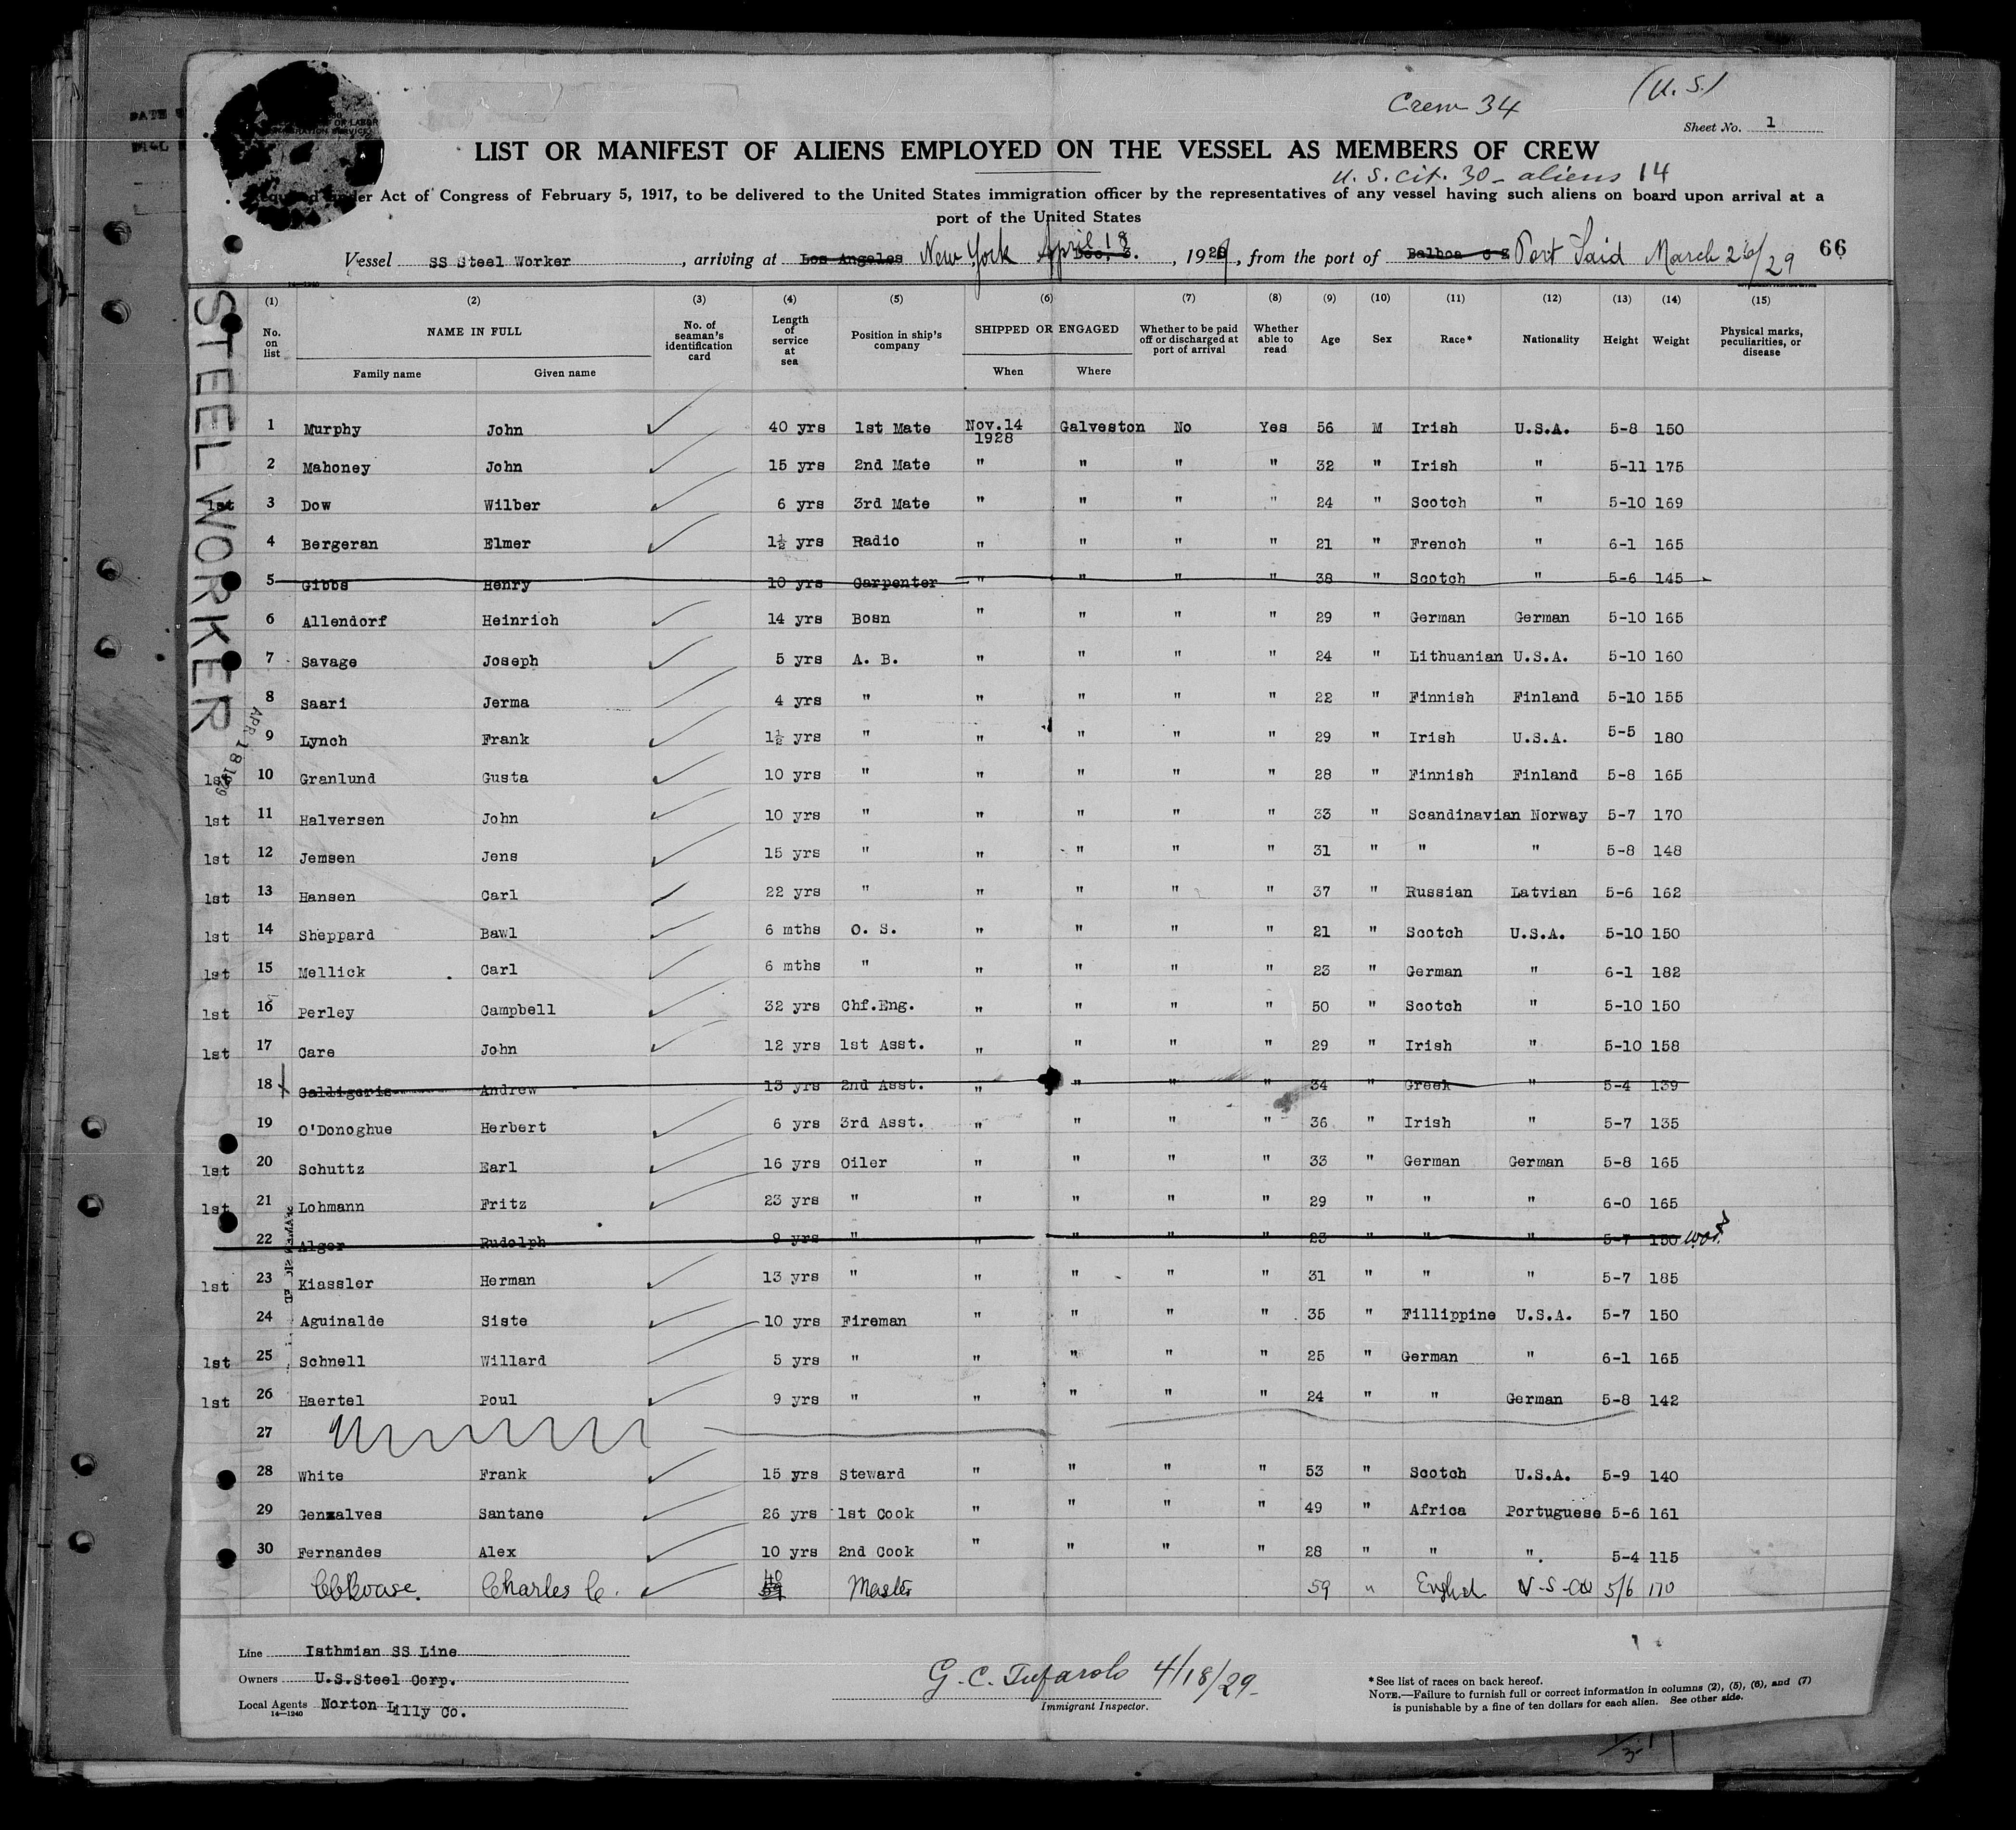 (U. S.)
Crew 34
Sheet No. 1
LIST OR MANIFEST OF ALIENS EMPLOYED ON THE VESSEL AS MEMBERS OF CREW
U. S. Cit. 30 - aliens 14
Required under Act of Congress of February 5, 1917, to be delivered to the United States immigration officer by the representatives of any vessel having such aliens on board upon arrival at a
port of the United States
Vessel SS Steel Worker, arriving at Los Angeles New York April 18 Dec. 3., 1929, from the port of Balboa C Z Port Said March 26/29 66
STEEL WORKER
APR 18 1929
14—1240
(1) (2) (3) (4) (5) (6) (7) (8) (9) (10) (11) (12) (13) (14) (15)
No. on list NAME IN FULL Family name Given name No. of seaman's identification card Length of service at sea Position in ship's company SHIPPED OR ENGAGED When Where Whether to be paid off or discharged at port of arrival Whether able to read Age Sex Race* Nationality Height Weight Physical marks, peculiarities, or disease
1 Murphy John 40 yrs 1st Mate Nov.14 1928 Galveston No Yes 56 M Irish U.S.A. 5-8 150
2 Mahoney John 15 yrs 2nd Mate " " " " 32 " Irish " 5-11 175
1st 3 Dow Wilber 6 yrs 3rd Mate " " " " 24 " Scotch " 5-10 169
4 Bergeran Elmer 1½ yrs Radio " " " " 21 " French " 6-1 165
5 Gibbs Henry 10 yrs Carpenter " " " " 38 " Scotch " 5-6 145
6 Allendorf Heinrich 14 yrs Bosn " " " " 29 " German German 5-10 165
7 Savage Joseph 5 yrs A. B. " " " " 24 " Lithuanian U.S.A. 5-10 160
8 Saari Jerma 4 yrs " " " " " 22 " Finnish Finland 5-10 155
9 Lynch Frank 1½ yrs " " " " " 29 " Irish U.S.A. 5-5 180
1st 10 Granlund Gusta 10 yrs " " " " " 28 " Finnish Finland 5-8 165
1st 11 Halversen John 10 yrs " " " " " 33 " Scandinavian Norway 5-7 170
1st 12 Jemsen Jens 15 yrs " " " " " 31 " " " 5-8 148
1st 13 Hansen Carl 22 yrs " " " " " 37 " Russian Latvian 5-6 162
1st 14 Sheppard Bawl 6 mths O. S. " " " " 21 " Scotch U.S.A. 5-10 150
1st 15 Mellick Carl 6 mths " " " " " 23 " German " 6-1 182
1st 16 Perley Campbell 32 yrs Chf.Eng. " " " " 50 " Scotch " 5-10 150
1st 17 Care John 12 yrs 1st Asst. " " " " 29 " Irish " 5-10 158
18 Calligeris Andrew 13 yrs 2nd Asst. " " " " 34 " Greek " 5-4 139
19 O'Donoghue Herbert 6 yrs 3rd Asst. " " " " 36 " Irish " 5-7 135
1st 20 Schuttz Earl 16 yrs Oiler " " " " 33 " German German 5-8 165
1st 21 Lohmann Fritz 23 yrs " " " " " 29 " " " 6-0 165
22 Alger Rudolph 9 yrs " " " " " 23 " " " 5-7 150
1st 23 Kiassler Herman 13 yrs " " " " " 31 " " " 5-7 185
24 Aguinalde Siste 10 yrs Fireman " " " " 35 " Fillippine U.S.A. 5-7 150
1st 25 Schnell Willard 5 yrs " " " " " 25 " German " 6-1 165
1st 26 Haertel Poul 9 yrs " " " " " 24 " " German 5-8 142
27
28 White Frank 15 yrs Steward " " " " 53 " Scotch U.S.A. 5-9 140
29 Genzalves Santane 26 yrs 1st Cook " " " " 49 " Africa Portuguese 5-6 161
30 Fernandes Alex 10 yrs 2nd Cook " " " " 28 " " " 5-4 115
Charles C. 40 Master 59 " English U-S-A 5/6 170
Line Isthmian SS Line
Owners U.S.Steel Corp.
Local Agents Norton Lilly Co.
14—1240
G. C. Tufarolo 4/18/29
Immigrant Inspector.
*See list of races on back hereof.
NOTE.—Failure to furnish full or correct information in columns (2), (5), (6), and (7)
is punishable by a fine of ten dollars for each alien. See other side.